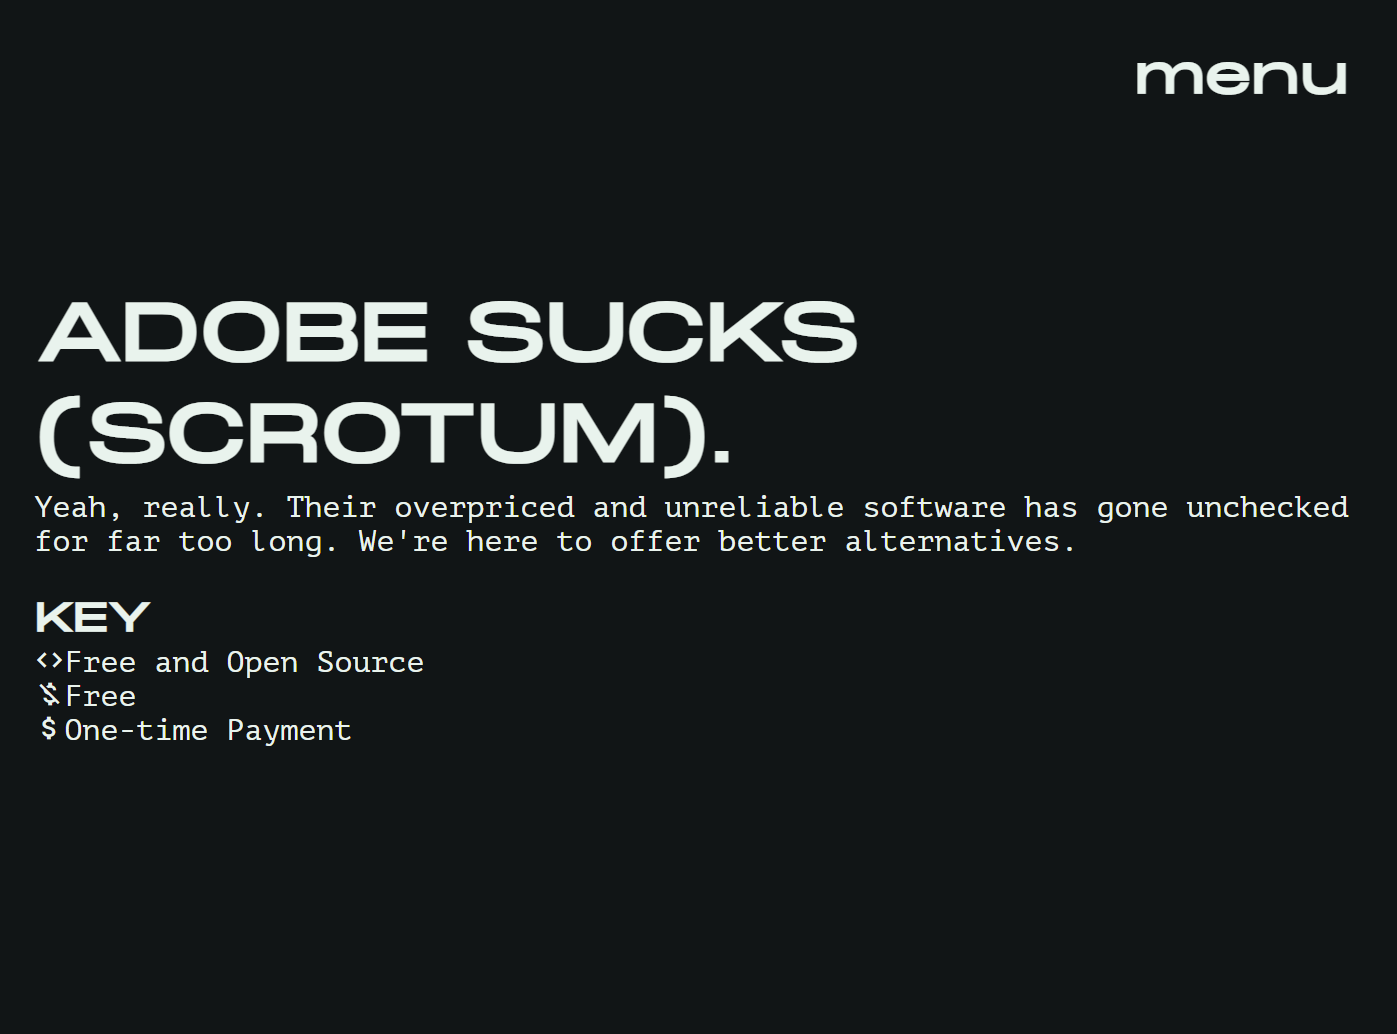 menu
ADOBE SUCKS
(SCROTUM).
Yeah, really. Their overpriced and unreliable software has gone unchecked
for far too long. We're here to offer better alternatives.
KEY
<>Free and Open Source
Free
$One-time Payment